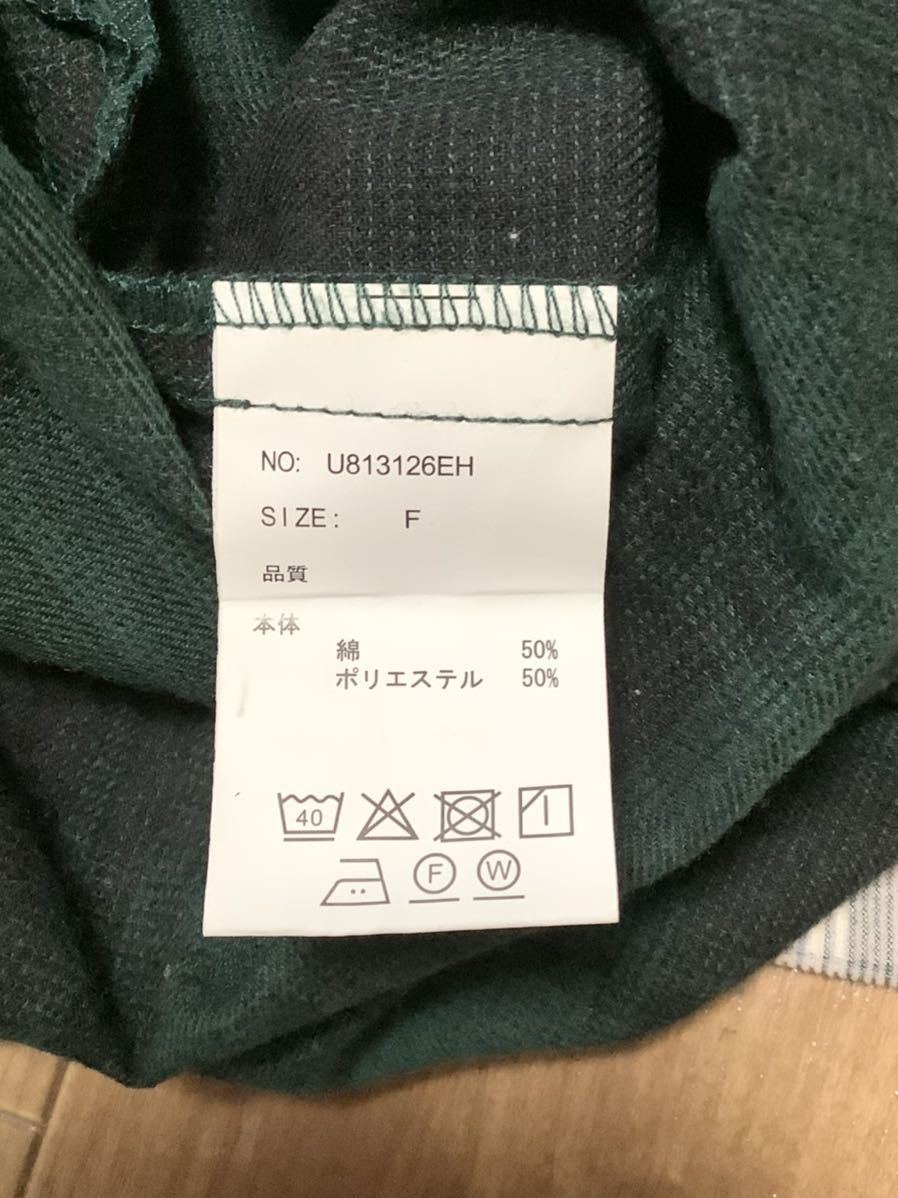 NO: U813126EH
SIZE: F
品質
本体
綿 50%
ポリエステル 50%
40
F W